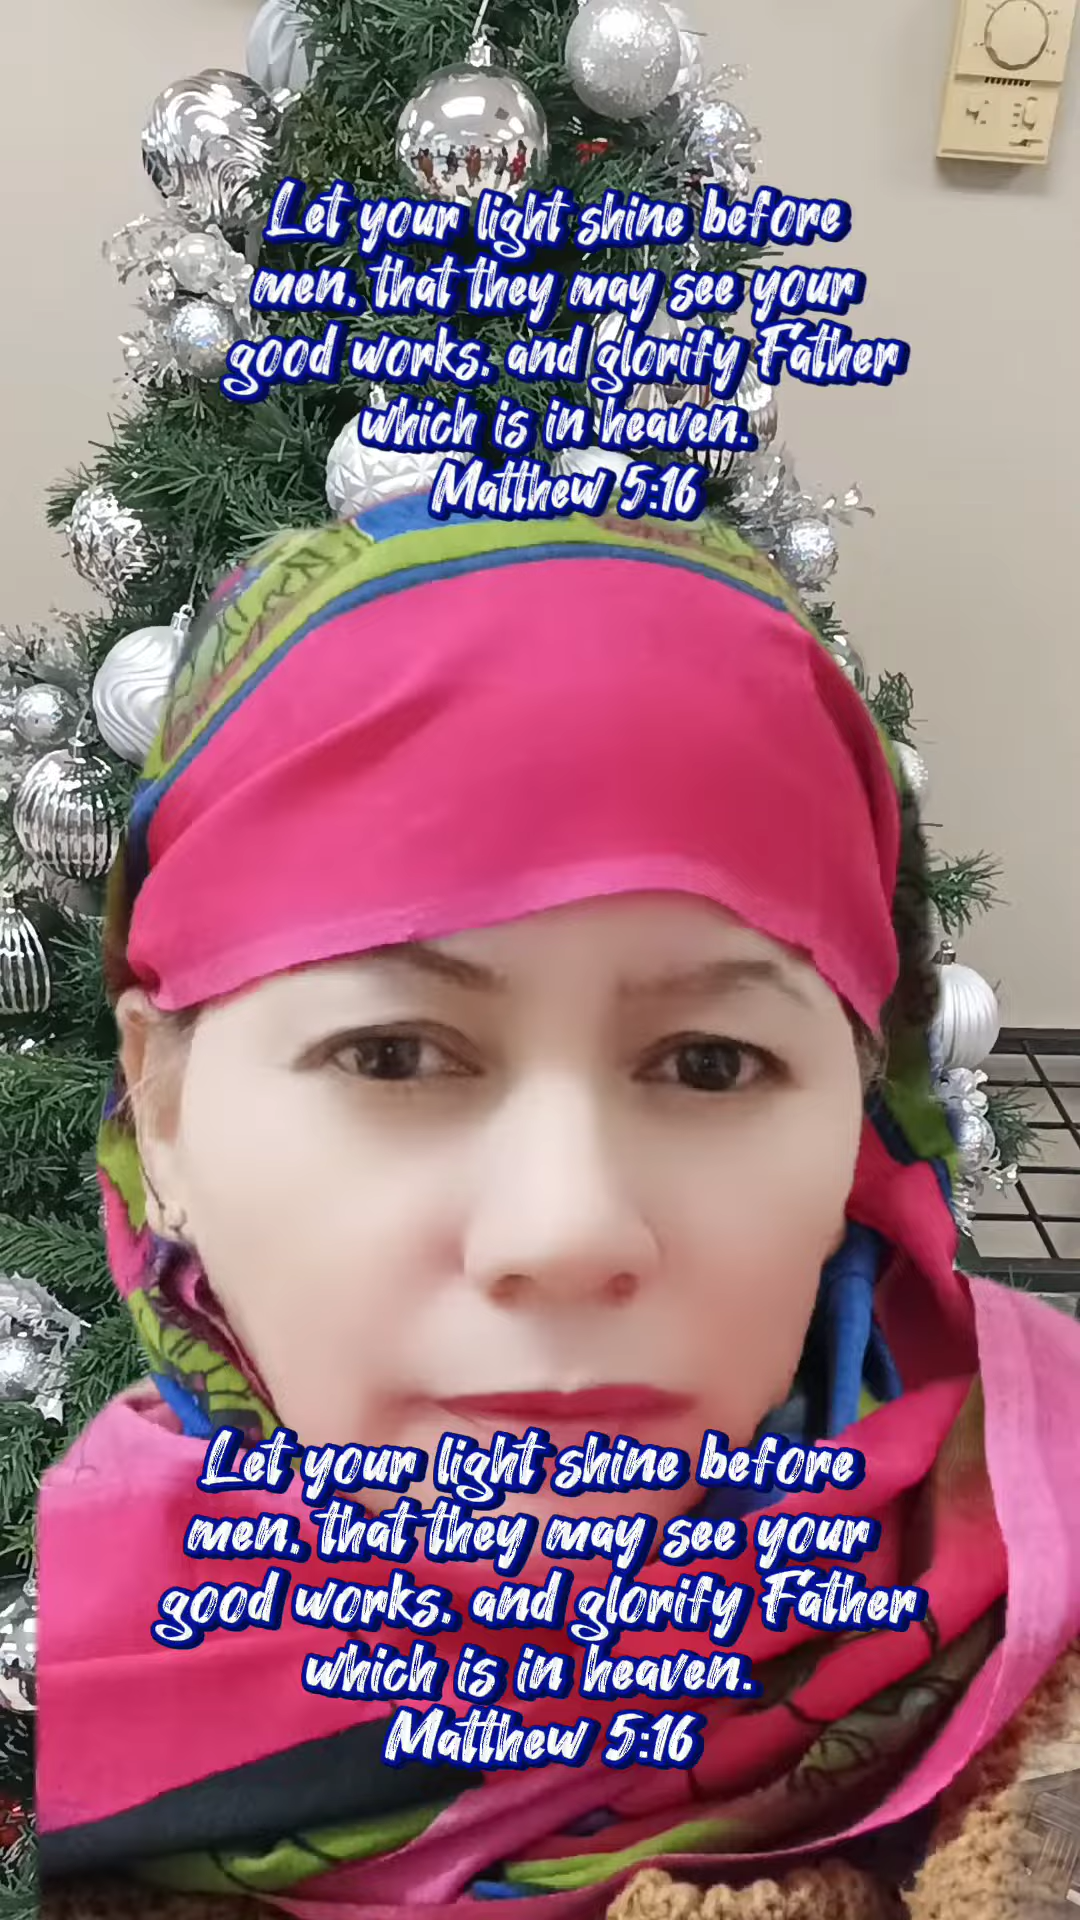 Let your light shine before
men, that they may see your
good works, and glorify Father
which is in heaven.
Matthew 5:16
Let your light shine before
men, that they may see your
good works, and glorify Father
which is in heaven.
Matthew 5:16